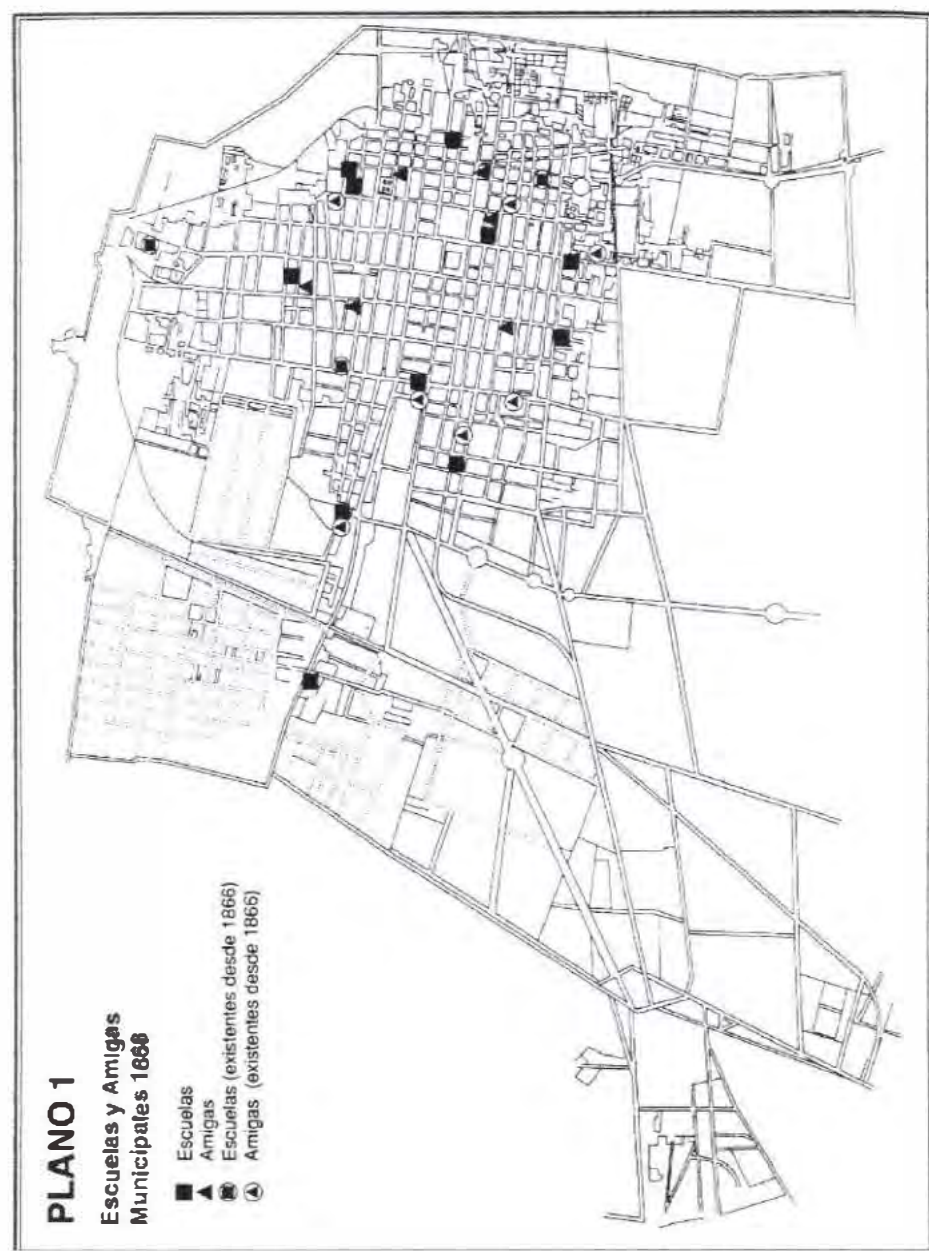 PLANO 1
Escuelas y Amigas
Municipales 1868
Escuelas
Amigas
Escuelas (existentes desde 1866)
Amigas (existentes desde 1866)